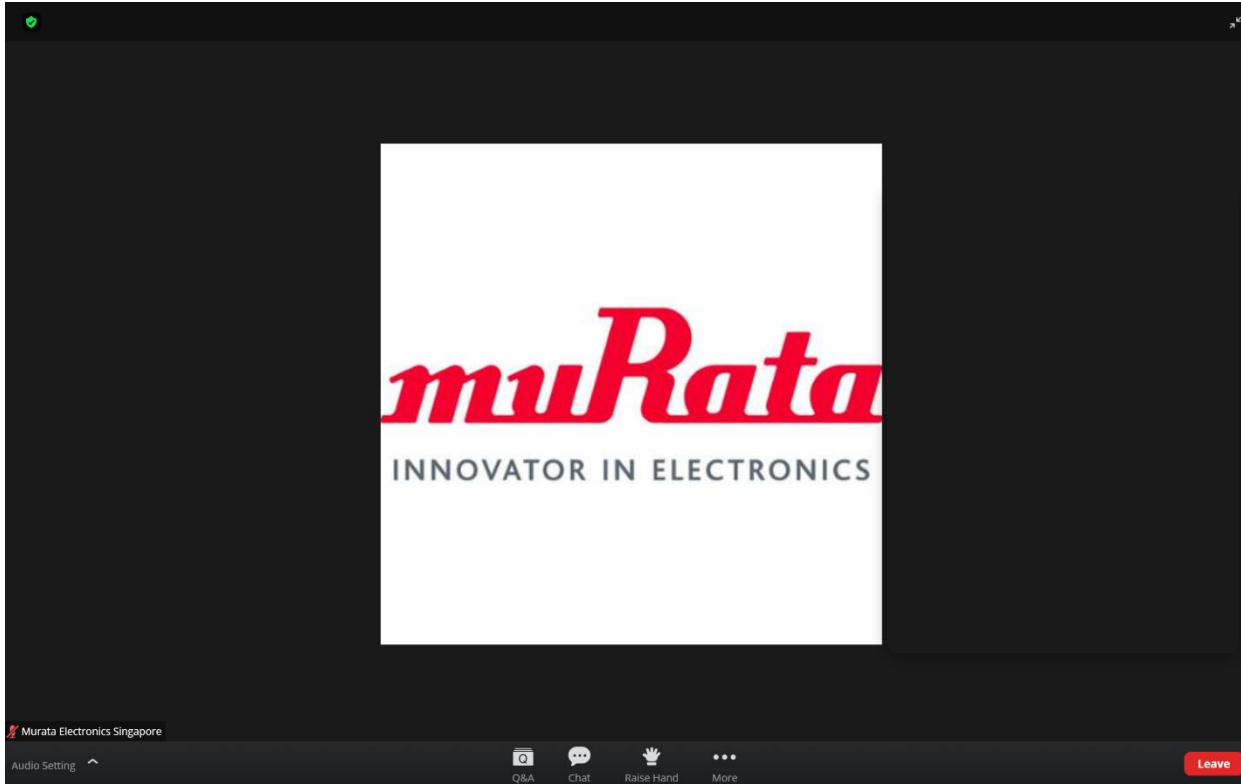 muRata
INNOVATOR IN ELECTRONICS
Murata Electronics Singapore
Audio Setting
Q
Q&A
Chat
Raise Hand
More
Leave